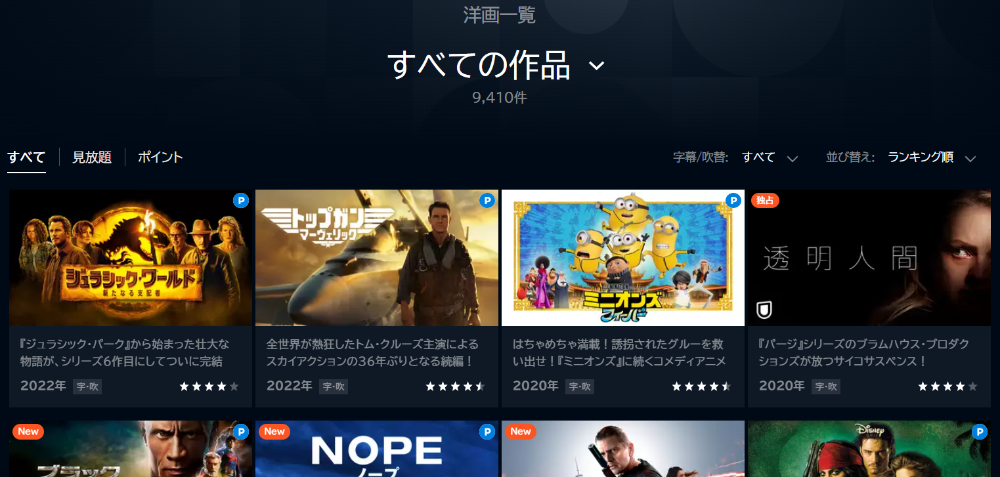 洋画一覧
すべての作品
9,410件
すべて
見放題
ポイント
字幕/吹替: すべて
並び替え: ランキング順
P
ジュラシック・ワールド
新たなる支配者
『ジュラシック・パーク』から始まった壮大な
物語が、シリーズ6作目にしてついに完結
2022年 字・吹
P
トップガン
マーヴェリック
全世界が熱狂したトム・クルーズ主演による
スカイアクションの36年ぶりとなる続編！
2022年 字・吹
P
ILLUMINATION
ミニオンズ
フィーバー
はちゃめちゃ満載！誘拐されたグルーを救
い出せ！『ミニオンズ』に続くコメディアニメ
2020年 字・吹
独占
透明人間
『パージ』シリーズのブラムハウス・プロダク
ションズが放つサイコサスペンス！
2020年 字・吹
New
P
ブラック
New
P
NOPE
ノープ
New
DISNEY
P